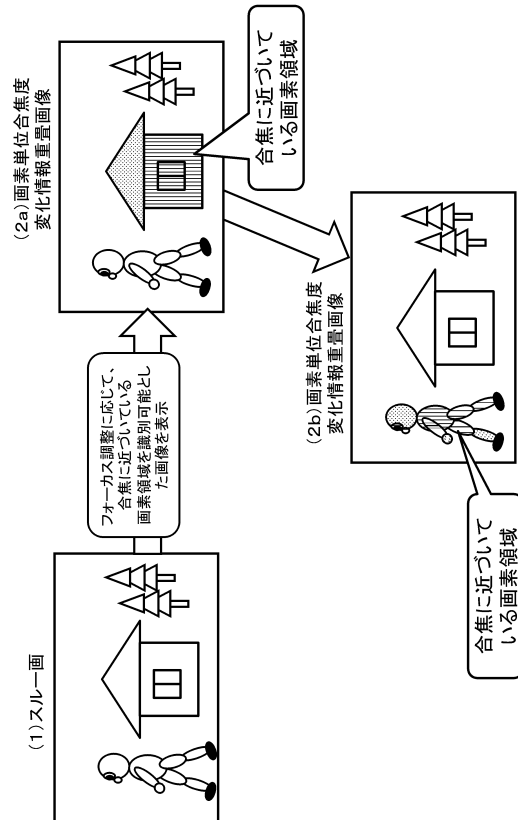 (1)スルー画
フォーカス調整に応じて、
合焦に近づいている
画素領域を識別可能とし
た画像を表示
(2a)画素単位合焦度
変化情報重畳画像
合焦に近づいて
いる画素領域
(2b)画素単位合焦度
変化情報重畳画像
合焦に近づいて
いる画素領域